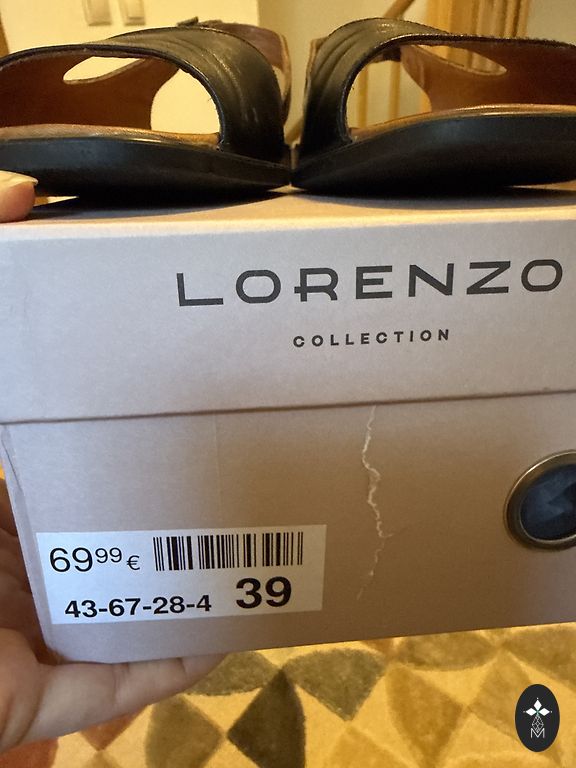 LORENZO
COLLECTION
69⁹⁹ €
43-67-28-4 39
M